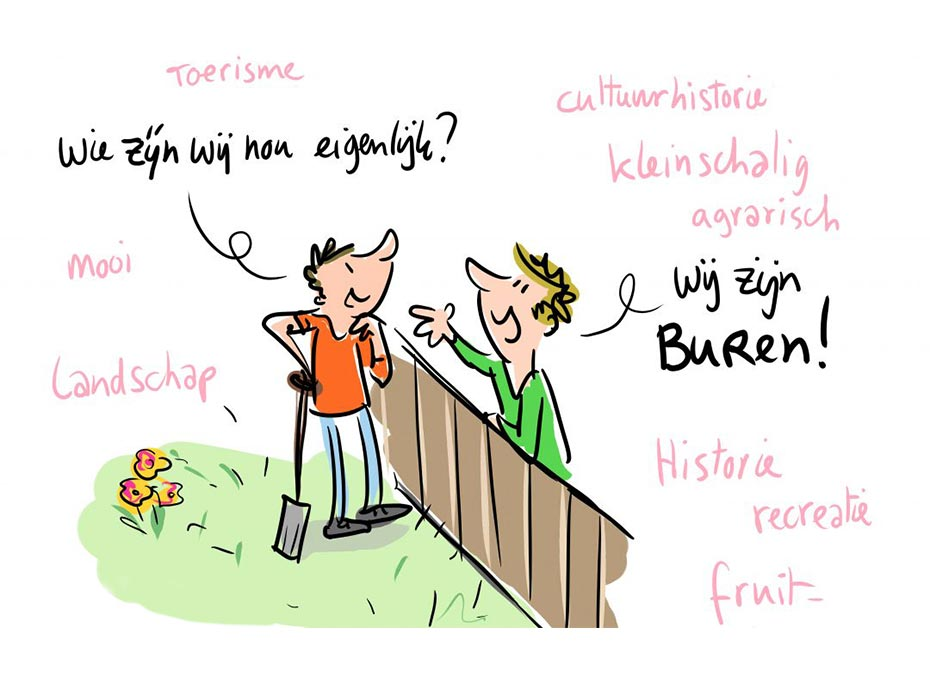 Toerisme
cultuurhistorie
Wie zijn wij nou eigenlijk?
kleinschalig
agrarisch
mooi
Wij zijn
BUREN!
Landschap
Historie
recreatie
fruit-